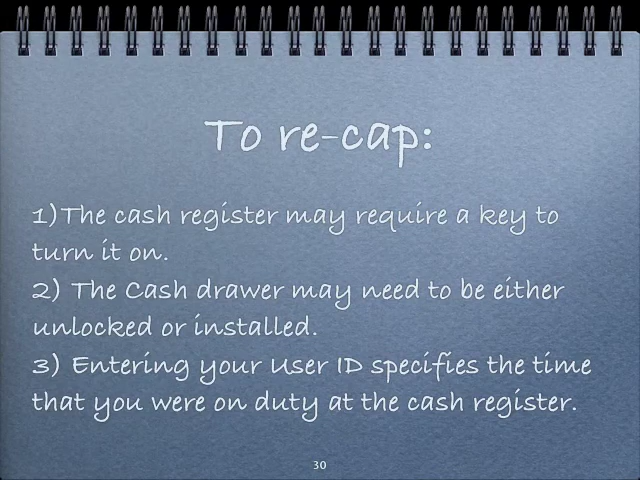 To re-cap:
1)The cash register may require a key to
turn it on.
2) The Cash drawer may need to be either
unlocked or installed.
3) Entering your User ID specifies the time
that you were on duty at the cash register.
30